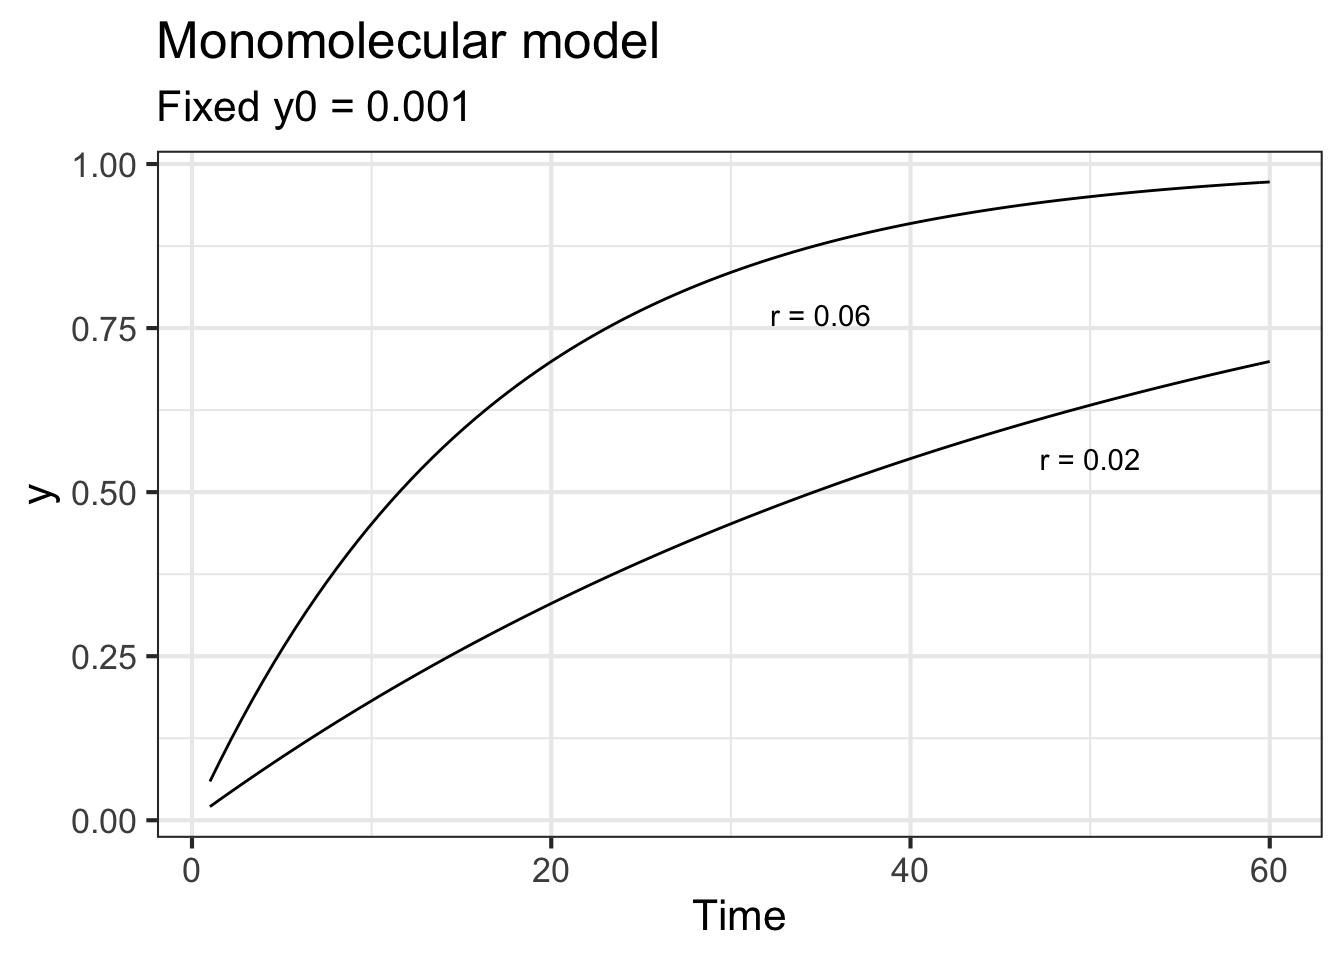 Monomolecular model
Fixed y0 = 0.001
1.00
0.75
0.50
0.25
0.00
y
r = 0.06
r = 0.02
0 20 40 60
Time